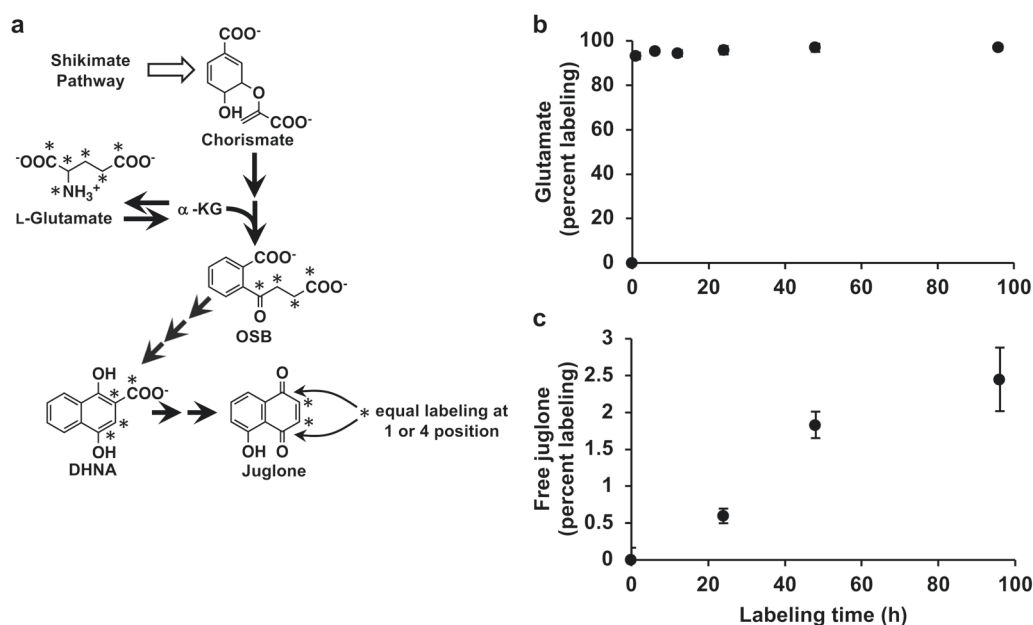 a
Shikimate
Pathway
COO-
O
OH
COO-
Chorismate
* * *
-OOC * COO-
* NH3+ *
L-Glutamate
α -KG
COO-
* * *
COO-
* O
OSB
OH *
* COO-
*
*
OH
DHNA
O
*
*
OH O
Juglone
* equal labeling at
1 or 4 position
b
Glutamate
(percent labeling)
100
80
60
40
20
0
0 20 40 60 80 100
c
Free juglone
(percent labeling)
3
2.5
2
1.5
1
0.5
0
0 20 40 60 80 100
Labeling time (h)